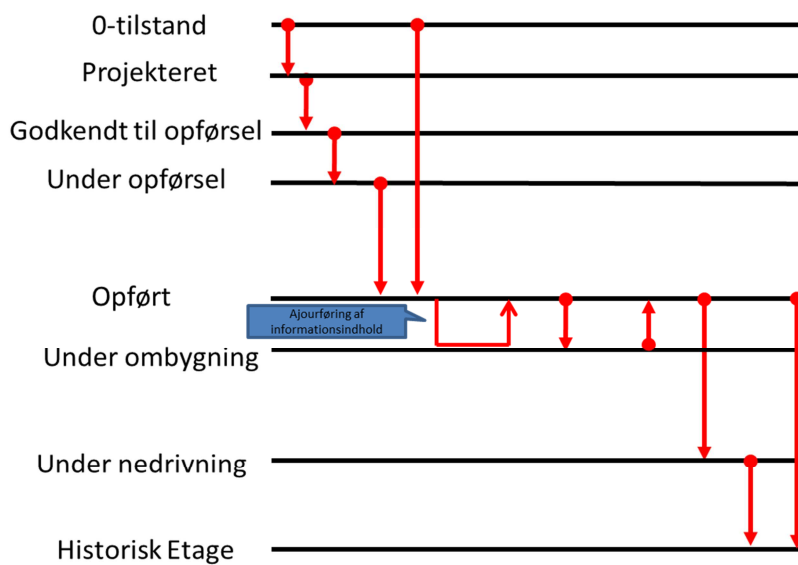 0-tilstand
Projekteret
Godkendt til opførsel
Under opførsel
Opført
Ajourføring af
informationsindhold
Under ombygning
Under nedrivning
Historisk Etage